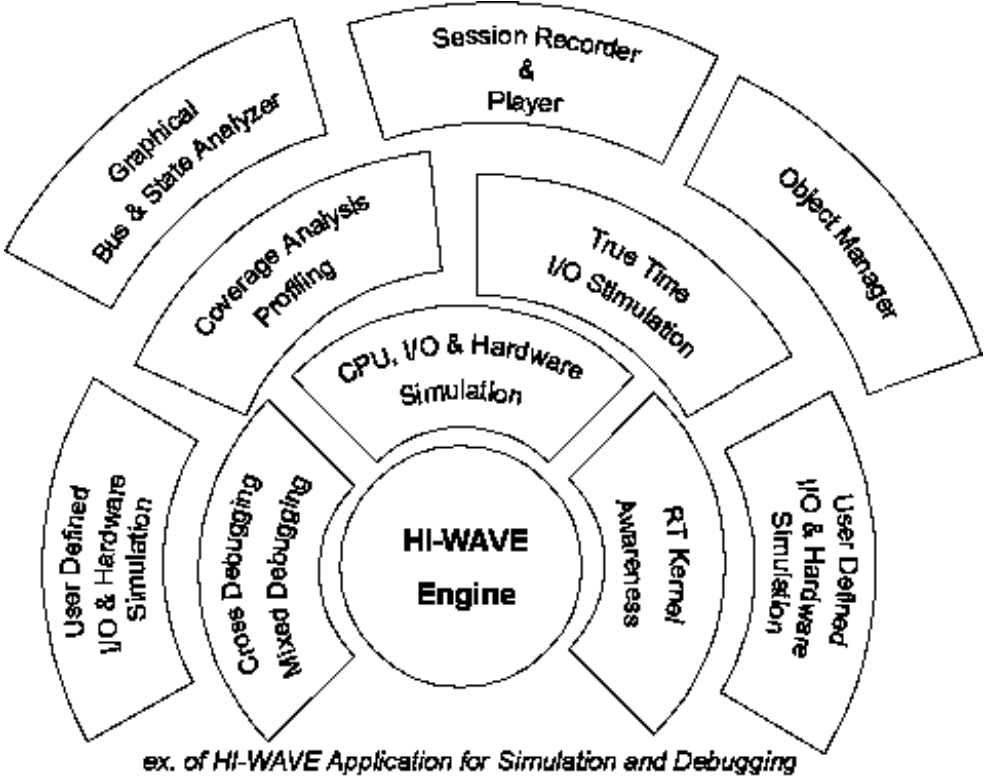 Session Recorder
&
Player
Graphical
Bus & State Analyzer
Object Manager
Coverage Analysis
Profiling
True Time
I/O Stimulation
CPU, I/O & Hardware
Simulation
User Defined
I/O & Hardware
Simulation
Cross Debugging
Mixed Debugging
HI-WAVE
Engine
RT Kernel
Awareness
User Defined
I/O & Hardware
Simulation
ex. of HI-WAVE Application for Simulation and Debugging